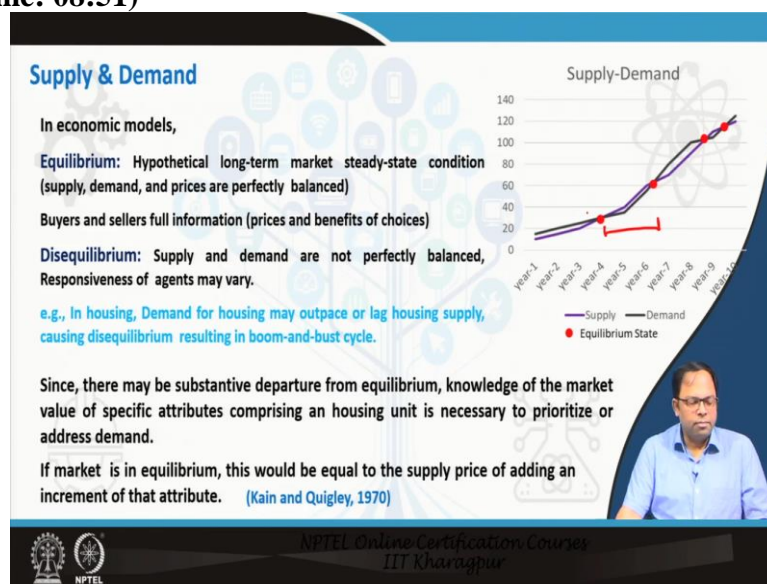 Supply & Demand
In economic models,
Equilibrium: Hypothetical long-term market steady-state condition
(supply, demand, and prices are perfectly balanced)
Buyers and sellers full information (prices and benefits of choices)
Disequilibrium: Supply and demand are not perfectly balanced,
Responsiveness of agents may vary.
e.g., In housing, Demand for housing may outpace or lag housing supply,
causing disequilibrium resulting in boom-and-bust cycle.
Since, there may be substantive departure from equilibrium, knowledge of the market
value of specific attributes comprising an housing unit is necessary to prioritize or
address demand.
If market is in equilibrium, this would be equal to the supply price of adding an
increment of that attribute. (Kain and Quigley, 1970)
Supply-Demand
140
120
100
80
60
40
20
0
year-1
year-2
year-3
year-4
year-5
year-6
year-7
year-8
year-9
year-10
Supply
Demand
Equilibrium State
NPTEL
NPTEL Online Certification Courses
IIT Kharagpur